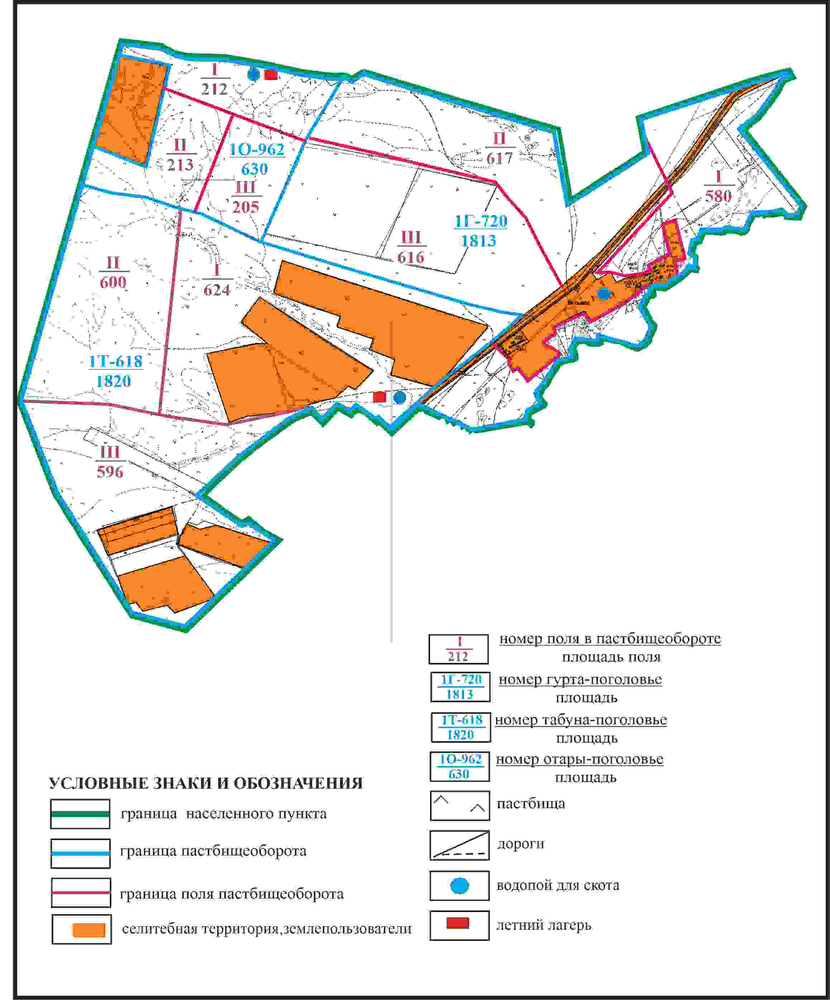 I
212
II
213
1О-962
630
III
205
II
617
I
580
1Г-720
1813
III
616
II
600
I
624
1Т-618
1820
III
596
I
212
номер поля в пастбищеобороте
площадь поля
1Г-720
1813
номер гурта-поголовье
площадь
1Т-618
1820
номер табуна-поголовье
площадь
1О-962
630
номер отары-поголовье
площадь
пастбища
дороги
водопой для скота
летний лагерь
УСЛОВНЫЕ ЗНАКИ И ОБОЗНАЧЕНИЯ
граница населенного пункта
граница пастбищеоборота
граница поля пастбищеоборота
селитебная территория,землепользователи